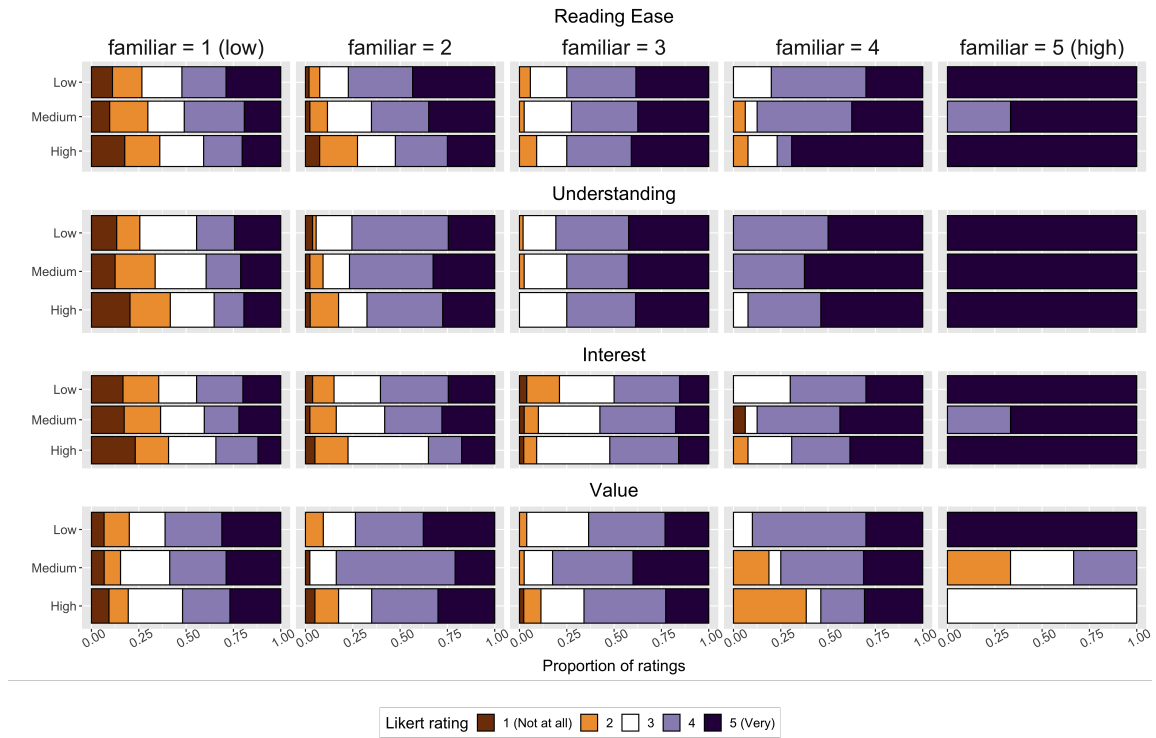 Reading Ease
familiar = 1 (low) familiar = 2 familiar = 3 familiar = 4 familiar = 5 (high)
Low
Medium
High
Understanding
Low
Medium
High
Interest
Low
Medium
High
Value
Low
Medium
High
0.00 0.25 0.50 0.75 1.00 0.00 0.25 0.50 0.75 1.00 0.00 0.25 0.50 0.75 1.00 0.00 0.25 0.50 0.75 1.00 0.00 0.25 0.50 0.75 1.00
Proportion of ratings
Likert rating 1 (Not at all) 2 3 4 5 (Very)